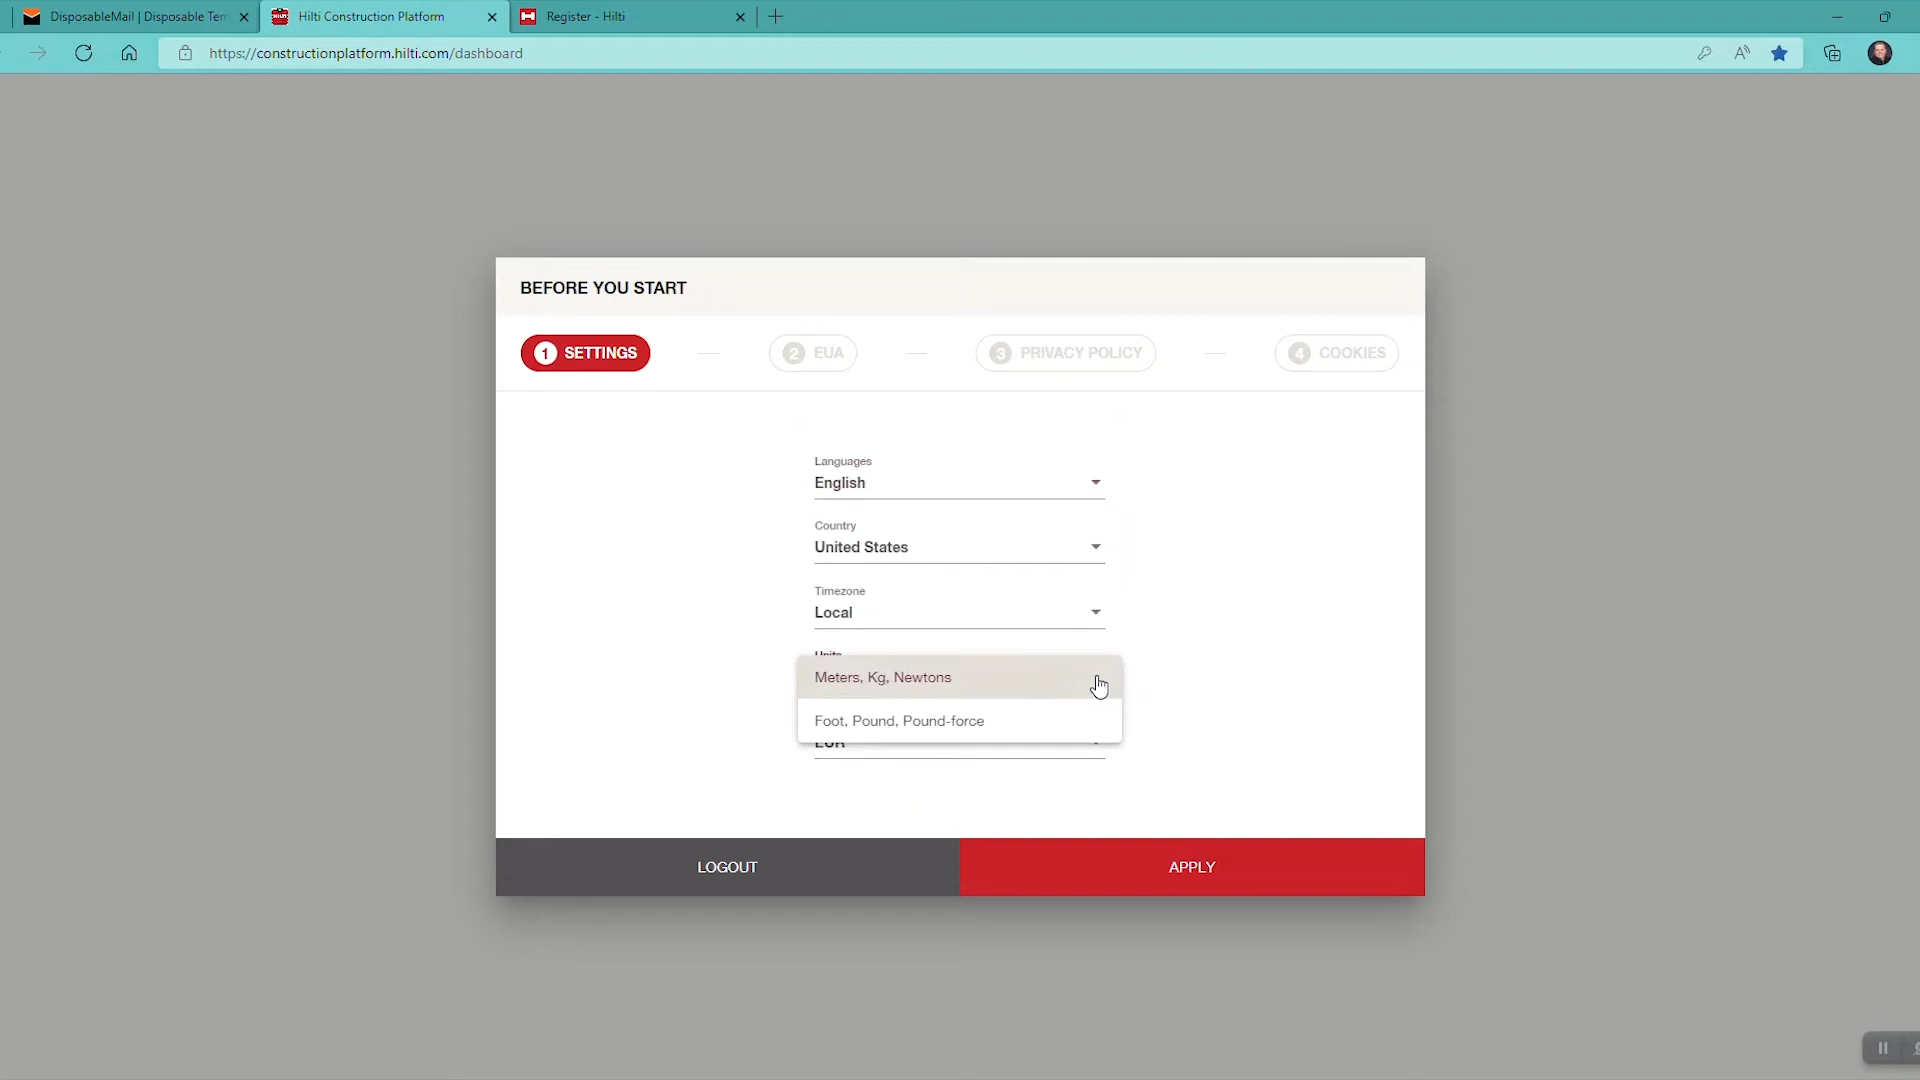 DisposableMail | Disposable Tem
Hilti Construction Platform
Register - Hilti
https://constructionplatform.hilti.com/dashboard
BEFORE YOU START
1 SETTINGS
2 EUA
3 PRIVACY POLICY
4 COOKIES
Languages
English
Country
United States
Timezone
Local
Units
Meters, Kg, Newtons
Foot, Pound, Pound-force
EUR
LOGOUT
APPLY